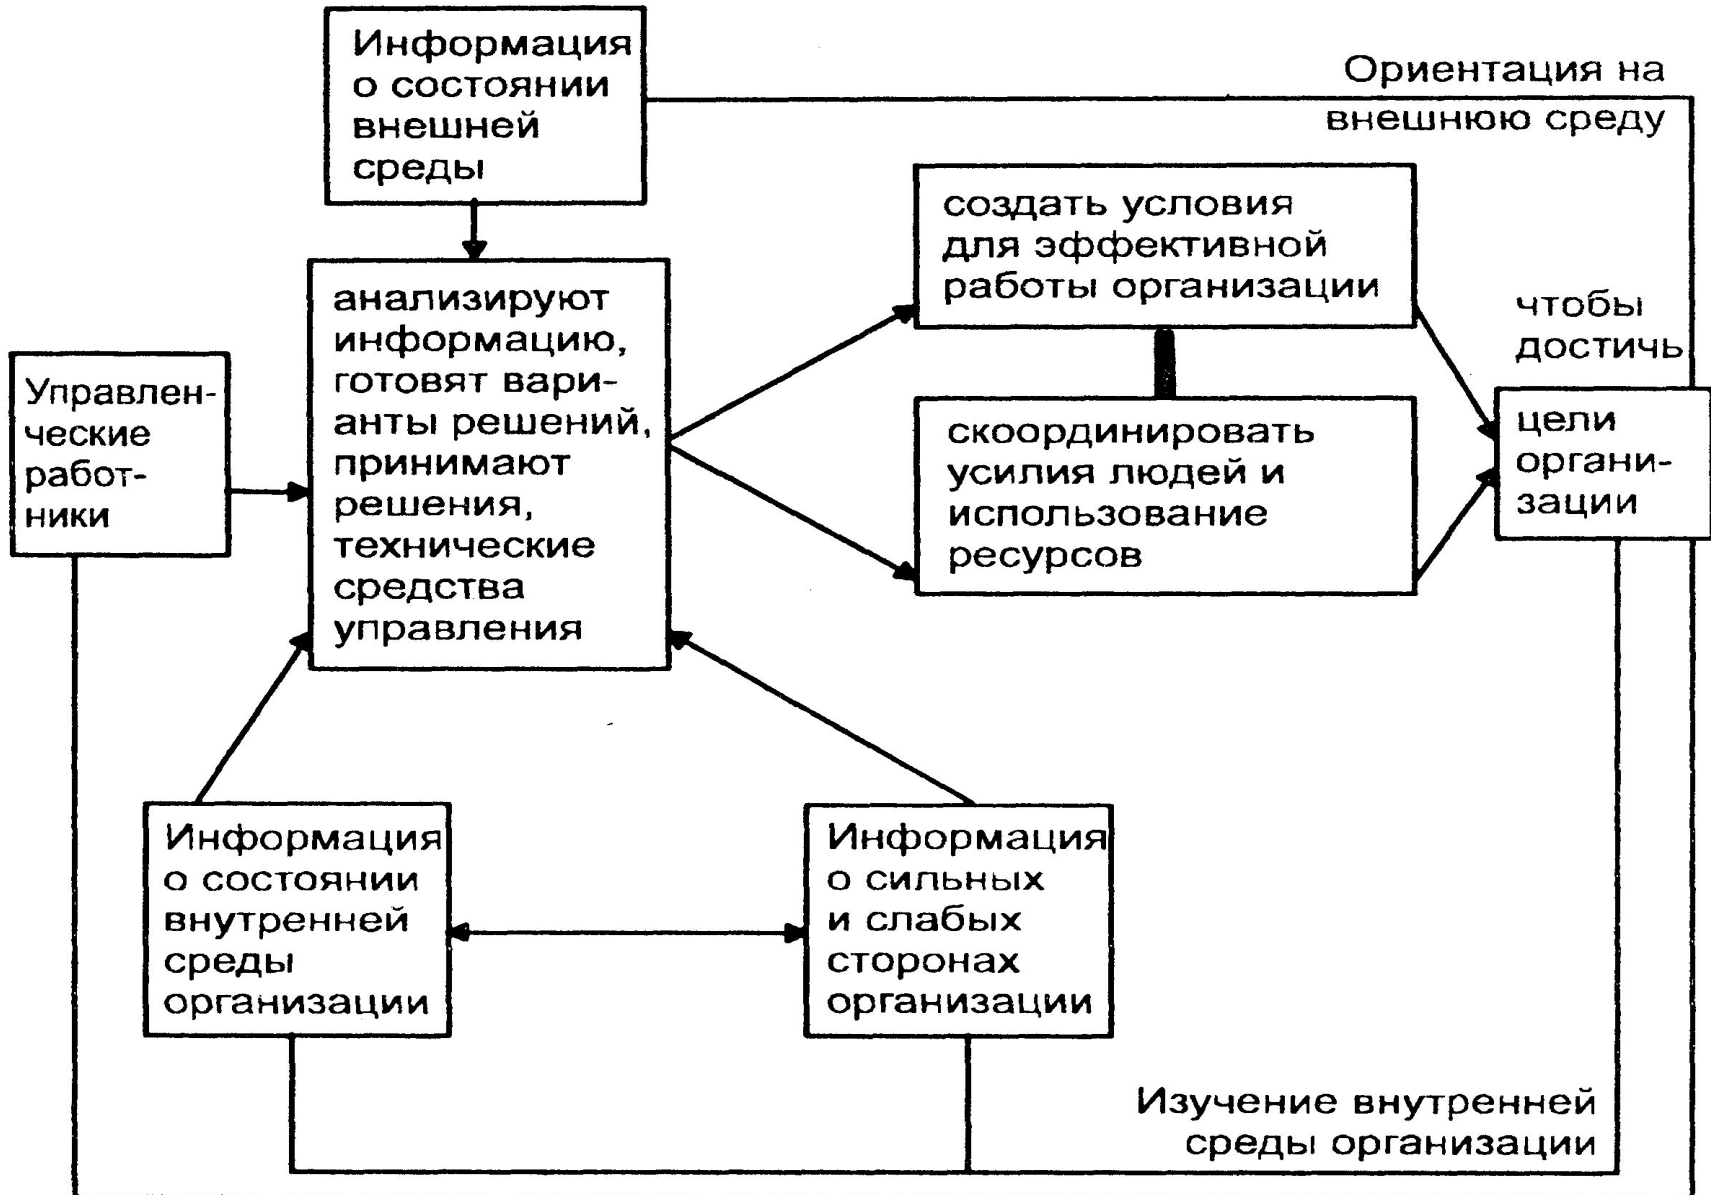 Информация
о состоянии
внешней
среды
Ориентация на
внешнюю среду
создать условия
для эффективной
работы организации
чтобы
достичь
анализируют
информацию,
готовят вари-
анты решений,
принимают
решения,
технические
средства
управления
Управлен-
ческие
работ-
ники
скоординировать
усилия людей и
использование
ресурсов
цели
органи-
зации
Информация
о состоянии
внутренней
среды
организации
Информация
о сильных
и слабых
сторонах
организации
Изучение внутренней
среды организации